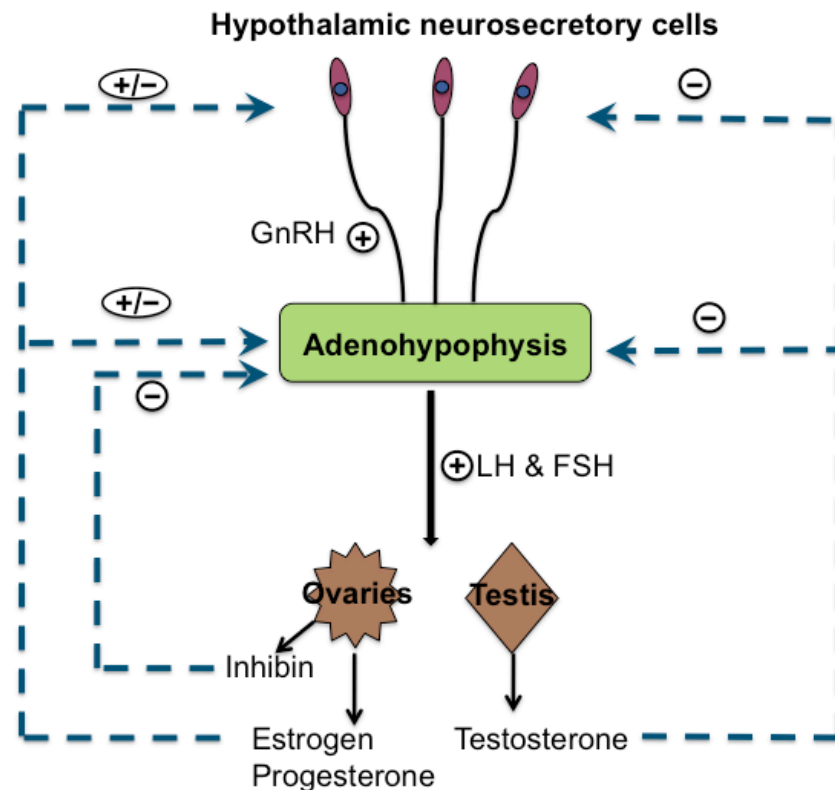 Hypothalamic neurosecretory cells
+/−
−
GnRH +
+/−
−
Adenohypophysis
−
+ LH & FSH
Ovaries
Testis
Inhibin
Estrogen
Progesterone
Testosterone